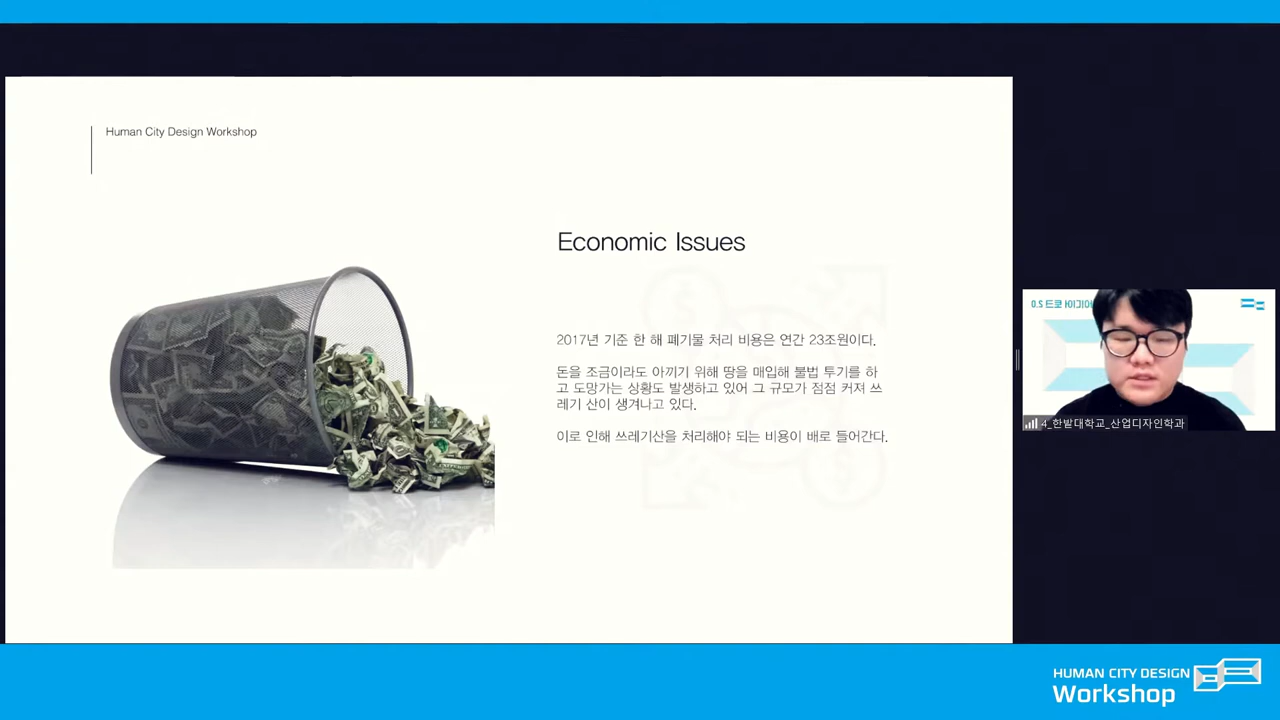 Human City Design Workshop
Economic Issues
2017년 기준 한 해 폐기물 처리 비용은 연간 23조원이다.
돈을 조금이라도 아끼기 위해 땅을 매입해 불법 투기를 하
고 도망가는 상황도 발생하고 있어 그 규모가 점점 커져 쓰
레기 산이 생겨나고 있다.
이로 인해 쓰레기산을 처리해야 되는 비용이 배로 들어간다.
4_한밭대학교_산업디자인학과
HUMAN CITY DESIGN
Workshop